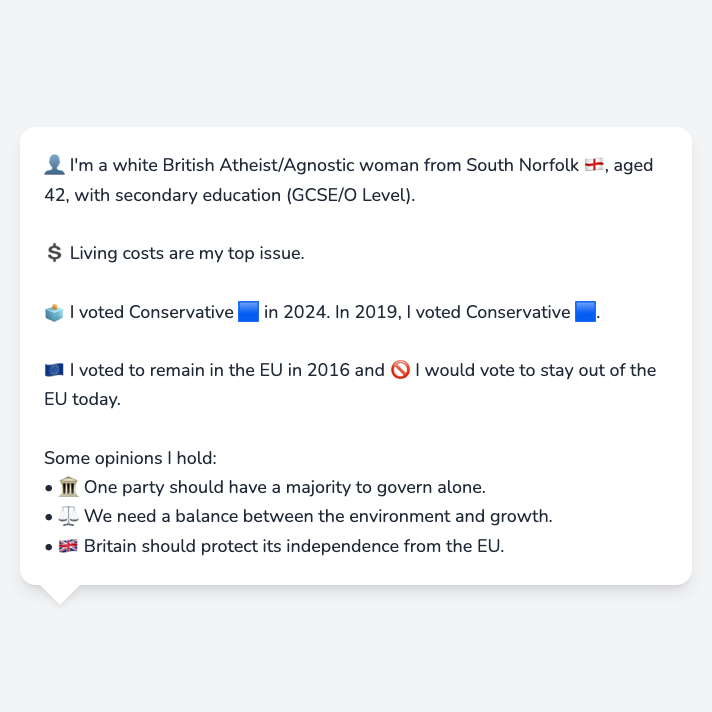 👤 I'm a white British Atheist/Agnostic woman from South Norfolk 🏴󠁧󠁢󠁥󠁮󠁧󠁿, aged
42, with secondary education (GCSE/O Level).
💲 Living costs are my top issue.
🗳️ I voted Conservative 🟦 in 2024. In 2019, I voted Conservative 🟦.
🇪🇺 I voted to remain in the EU in 2016 and 🚫 I would vote to stay out of the
EU today.
Some opinions I hold:
• 🏛️ One party should have a majority to govern alone.
• ⚖️ We need a balance between the environment and growth.
• 🇬🇧 Britain should protect its independence from the EU.